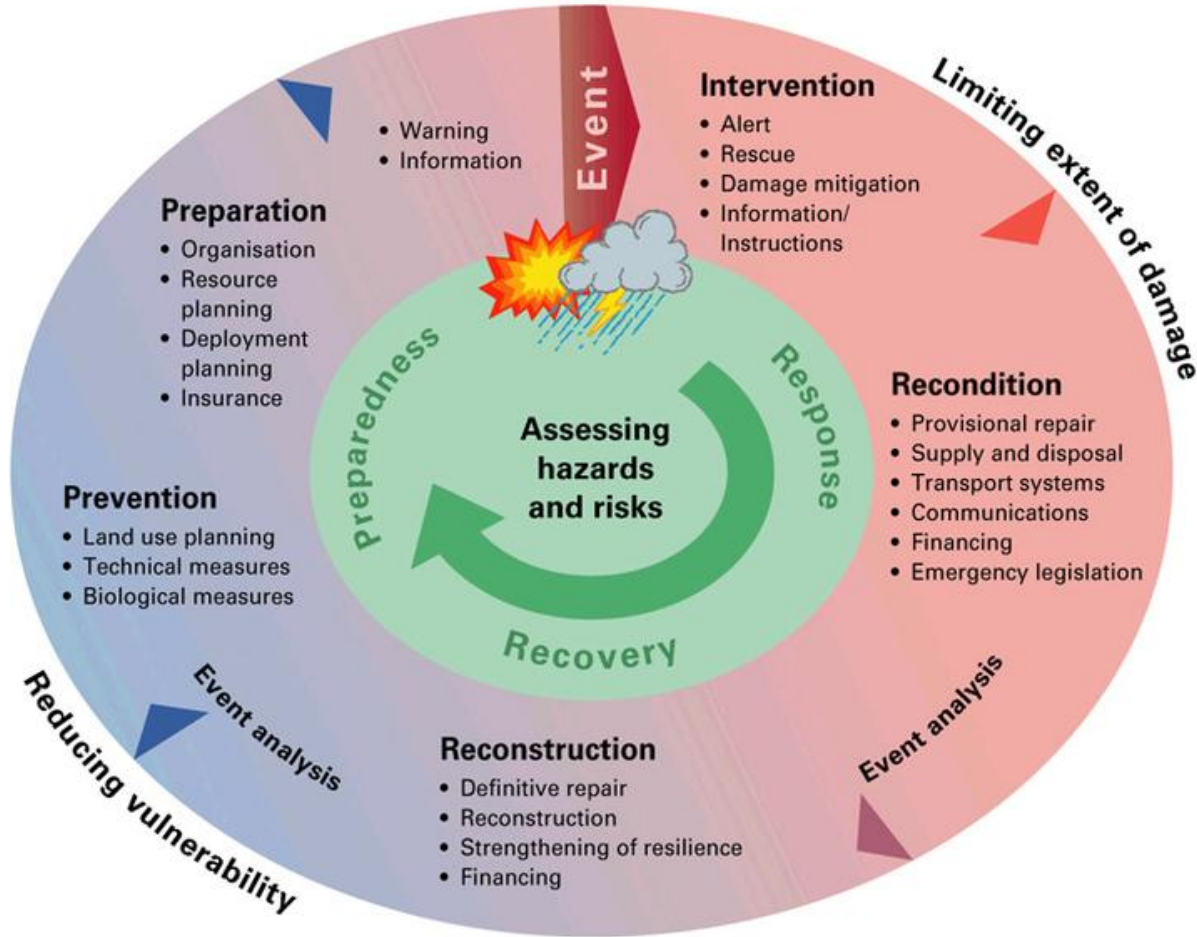 Event
Intervention
• Alert
• Rescue
• Damage mitigation
• Information/
Instructions
Limiting extent of damage
Recondition
• Provisional repair
• Supply and disposal
• Transport systems
• Communications
• Financing
• Emergency legislation
Event analysis
Reconstruction
• Definitive repair
• Reconstruction
• Strengthening of resilience
• Financing
Event analysis
Reducing vulnerability
Prevention
• Land use planning
• Technical measures
• Biological measures
Preparation
• Organisation
• Resource
planning
• Deployment
planning
• Insurance
• Warning
• Information
Response
Recovery
Preparedness
Assessing
hazards
and risks